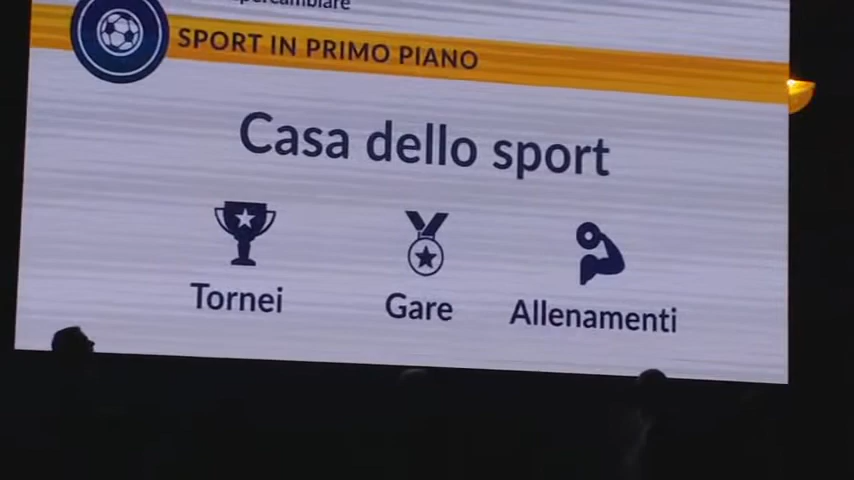 SPORT IN PRIMO PIANO
Casa dello sport
Tornei
Gare
Allenamenti